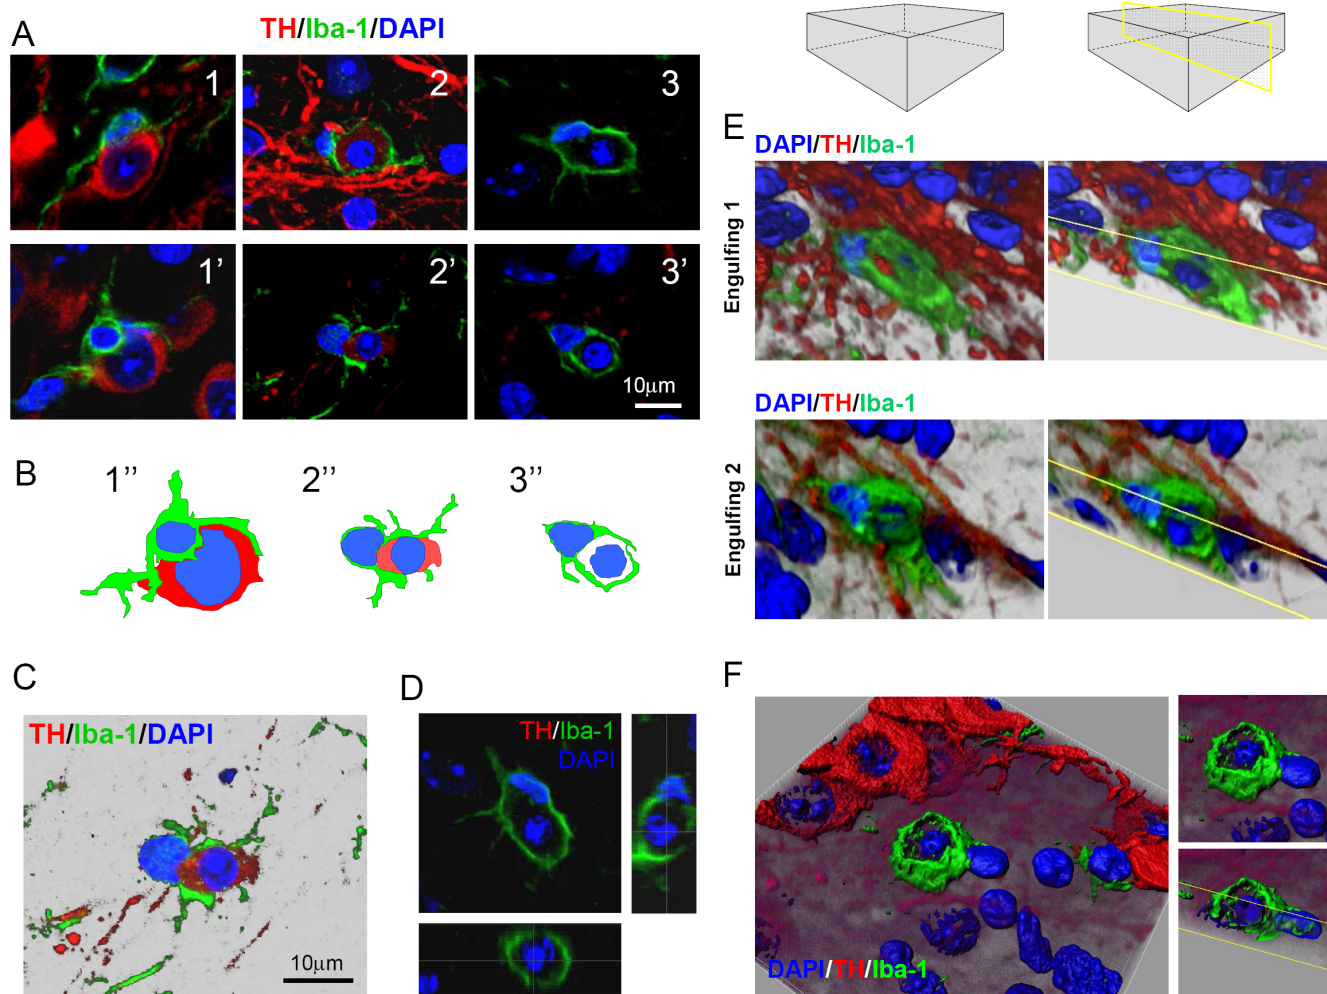 A
TH/Iba-1/DAPI
1
2
3
1’
2’
3’
10μm
B
1’’
2’’
3’’
C
TH/Iba-1/DAPI
10μm
D
TH/Iba-1
DAPI
E
DAPI/TH/Iba-1
Engulfing 1
DAPI/TH/Iba-1
Engulfing 2
F
DAPI/TH/Iba-1